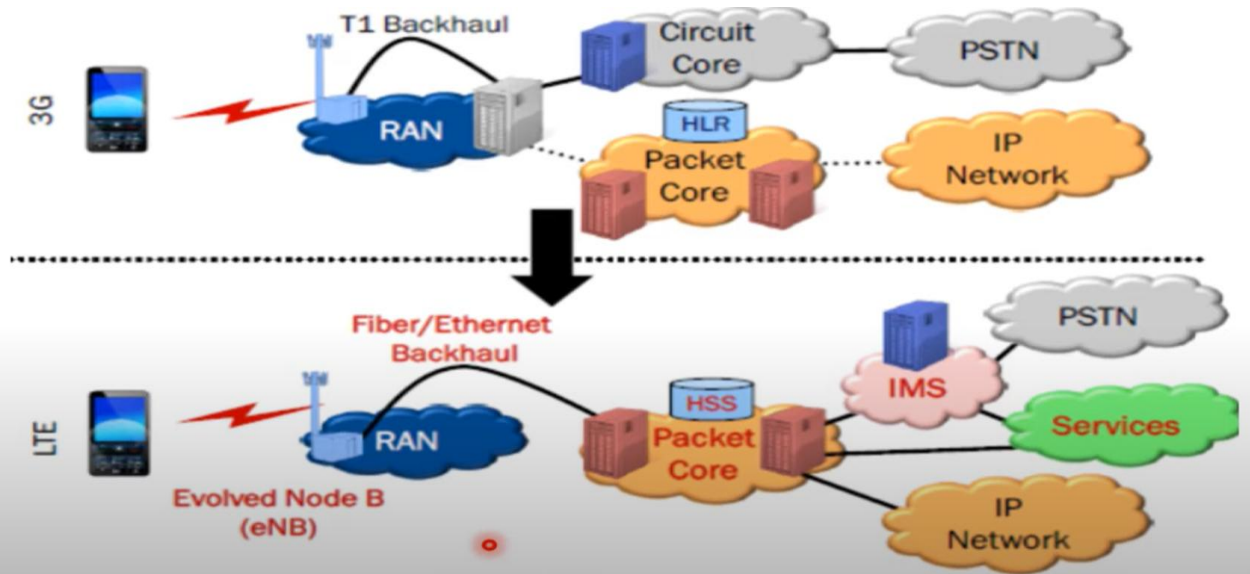 3G
T1 Backhaul
RAN
Circuit
Core
PSTN
HLR
Packet
Core
IP
Network
LTE
Fiber/Ethernet
Backhaul
RAN
Evolved Node B
(eNB)
HSS
Packet
Core
IMS
PSTN
Services
IP
Network